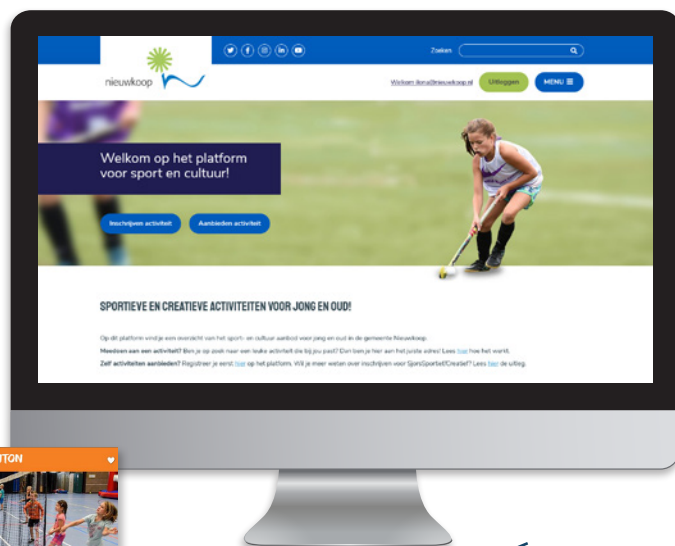 Zoeken
nieuwkoop
Welkom Ilona@nieuwkoop.nl
Uitloggen
MENU
Welkom op het platform
voor sport en cultuur!
Inschrijven activiteit
Aanbieden activiteit
SPORTIEVE EN CREATIEVE ACTIVITEITEN VOOR JONG EN OUD!
Op dit platform vind je een overzicht van het sport- en cultuur aanbod voor jong en oud in de gemeente Nieuwkoop.
Meedoen aan een activiteit? Ben je op zoek naar een leuke activiteit die bij jou past? Dan ben je hier aan het juiste adres! Lees hier hoe het werkt.
Zelf activiteiten aanbieden? Registreer je eerst hier op het platform. Wil je meer weten over inschrijven voor SjorsSportief/Creatief? Lees hier de uitleg.